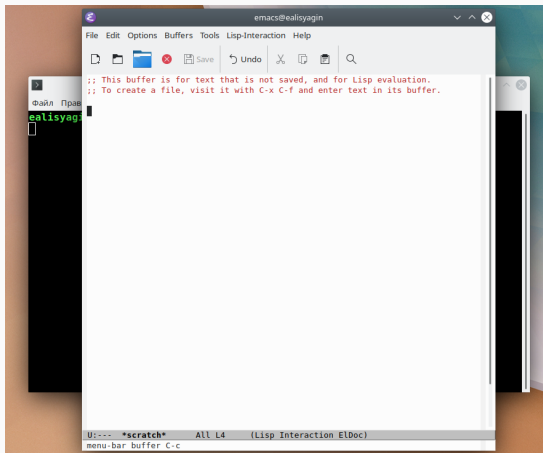 emacs@ealisyagin
File Edit Options Buffers Tools Lisp-Interaction Help
Save Undo
;; This buffer is for text that is not saved, and for Lisp evaluation.
;; To create a file, visit it with C-x C-f and enter text in its buffer.
Файл Прав
ealisyagi
U:--- *scratch* All L4 (Lisp Interaction ElDoc)
menu-bar buffer C-c